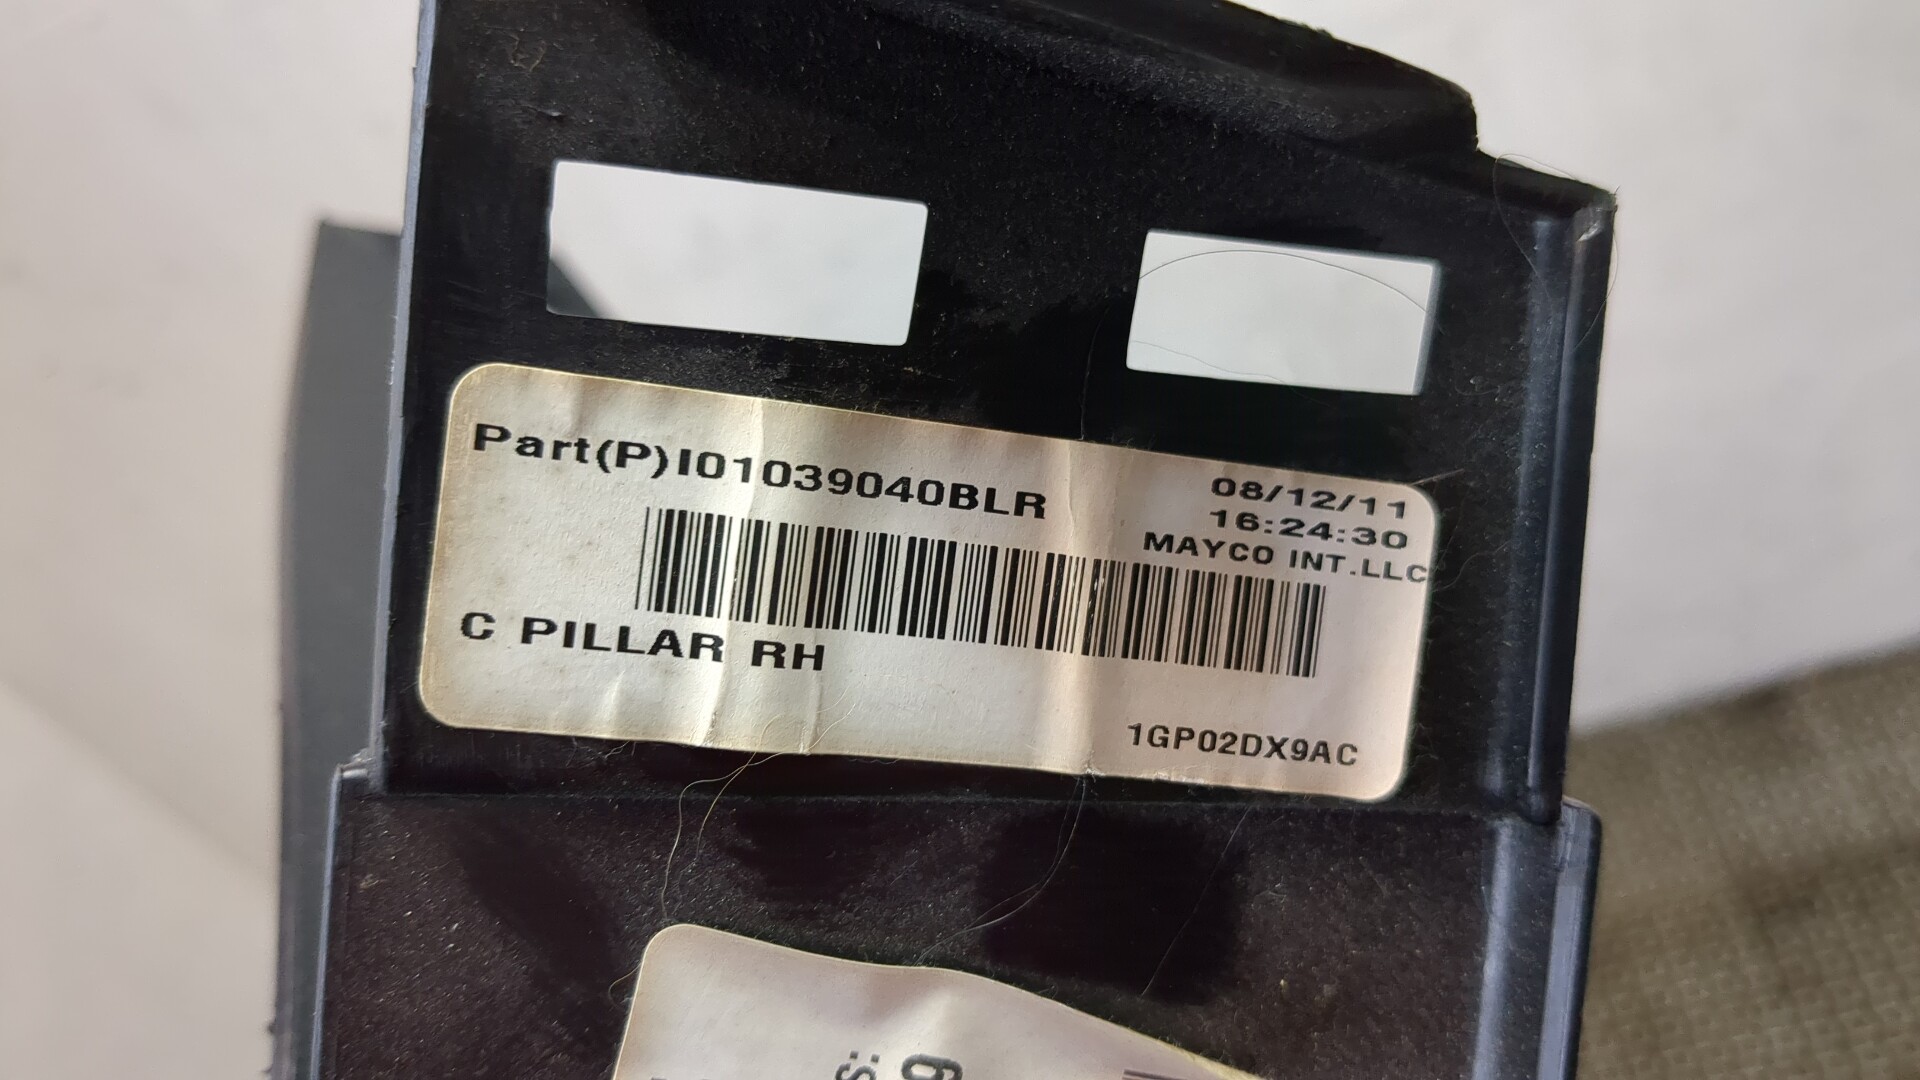 Part(P)I01039040BLR
08/12/11
16:24:30
MAYCO INT.LLC
C PILLAR RH
1GP02DX9AC